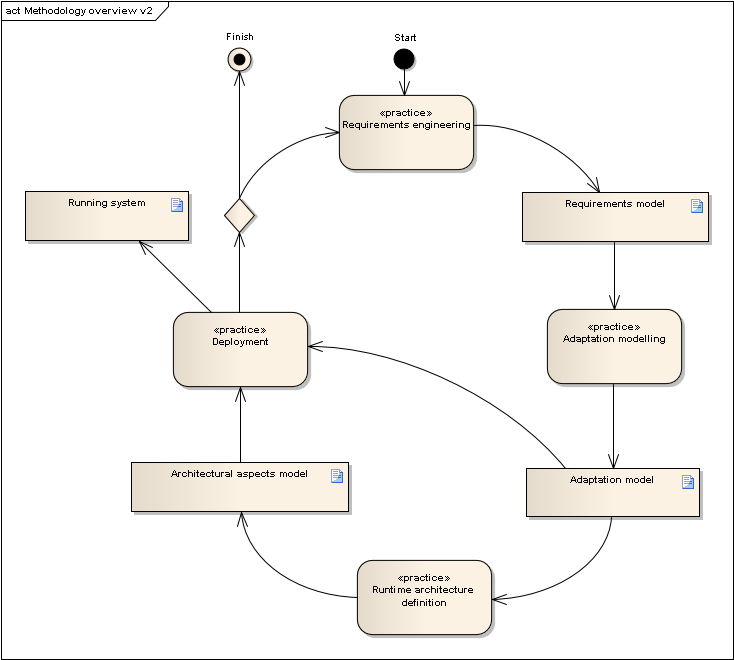 act Methodology overview v2
Finish
Start
«practice»
Requirements engineering
Running system
Requirements model
«practice»
Deployment
«practice»
Adaptation modelling
Architectural aspects model
Adaptation model
«practice»
Runtime architecture
definition